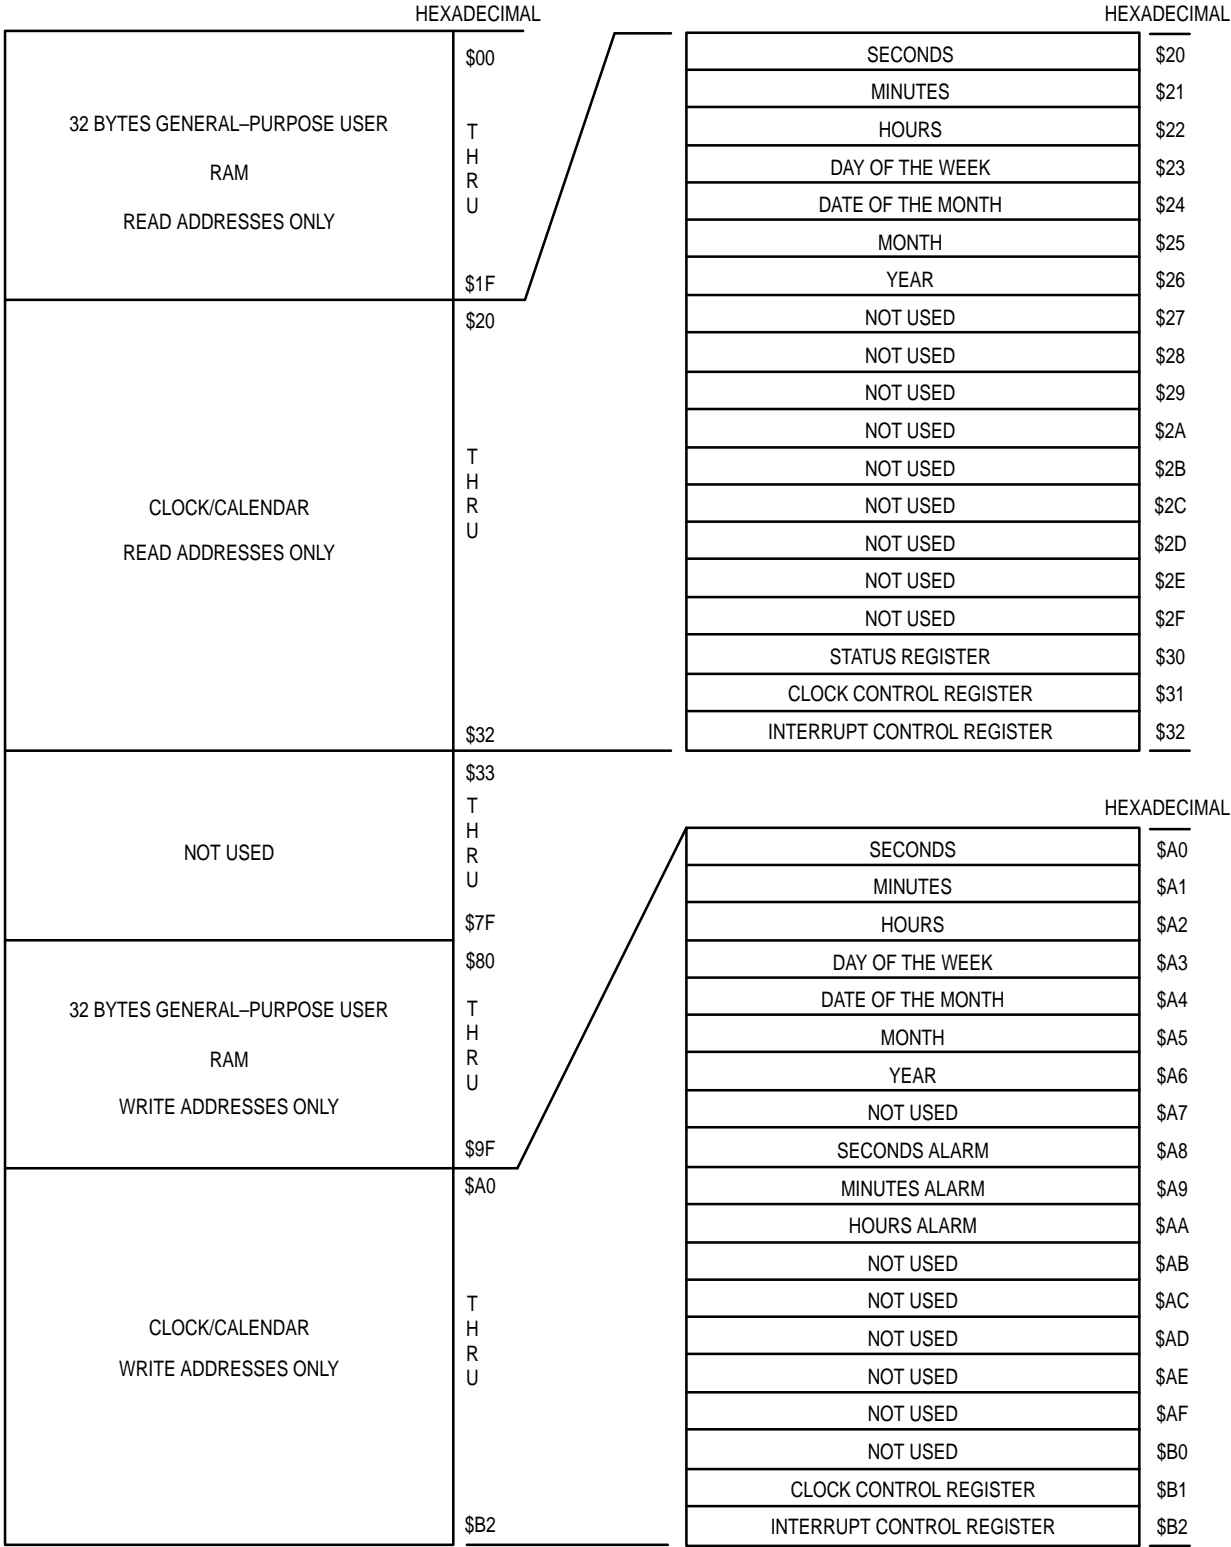 HEXADECIMAL
$00
32 BYTES GENERAL–PURPOSE USER
RAM
READ ADDRESSES ONLY
T
H
R
U
$1F
$20
CLOCK/CALENDAR
READ ADDRESSES ONLY
T
H
R
U
$32
$33
NOT USED
T
H
R
U
$7F
$80
32 BYTES GENERAL–PURPOSE USER
RAM
WRITE ADDRESSES ONLY
T
H
R
U
$9F
$A0
CLOCK/CALENDAR
WRITE ADDRESSES ONLY
T
H
R
U
$B2
HEXADECIMAL
SECONDS $20
MINUTES $21
HOURS $22
DAY OF THE WEEK $23
DATE OF THE MONTH $24
MONTH $25
YEAR $26
NOT USED $27
NOT USED $28
NOT USED $29
NOT USED $2A
NOT USED $2B
NOT USED $2C
NOT USED $2D
NOT USED $2E
NOT USED $2F
STATUS REGISTER $30
CLOCK CONTROL REGISTER $31
INTERRUPT CONTROL REGISTER $32
HEXADECIMAL
SECONDS $A0
MINUTES $A1
HOURS $A2
DAY OF THE WEEK $A3
DATE OF THE MONTH $A4
MONTH $A5
YEAR $A6
NOT USED $A7
SECONDS ALARM $A8
MINUTES ALARM $A9
HOURS ALARM $AA
NOT USED $AB
NOT USED $AC
NOT USED $AD
NOT USED $AE
NOT USED $AF
NOT USED $B0
CLOCK CONTROL REGISTER $B1
INTERRUPT CONTROL REGISTER $B2